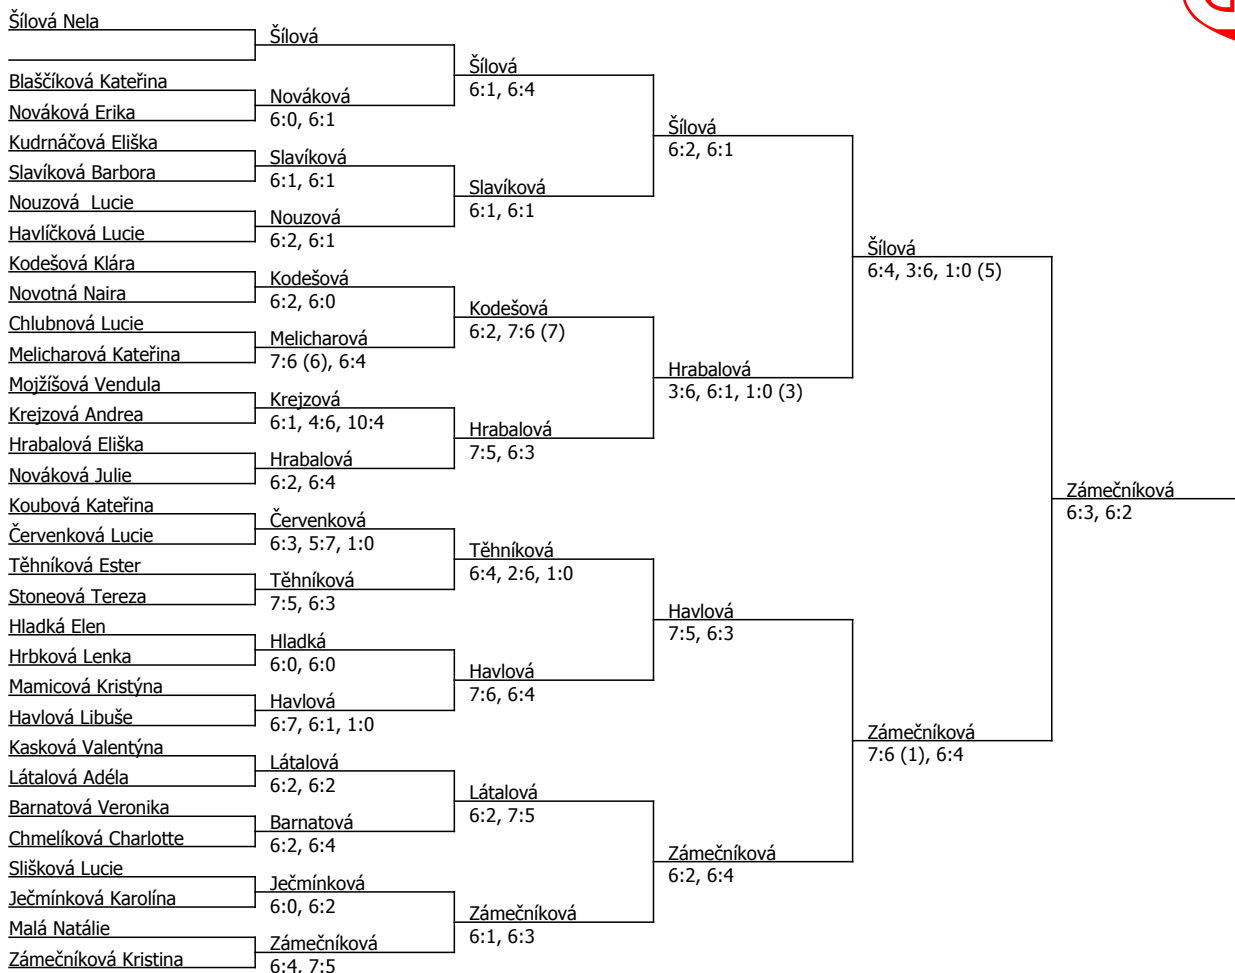 Šílová Nela
Šílová
Šílová
6:1, 6:4
Blaščíková Kateřina
Nováková
6:0, 6:1
Nováková Erika
Šílová
6:2, 6:1
Kudrnáčová Eliška
Slavíková
6:1, 6:1
Slavíková Barbora
Slavíková
6:1, 6:1
Nouzová  Lucie
Nouzová
6:2, 6:1
Havlíčková Lucie
Šílová
6:4, 3:6, 1:0 (5)
Kodešová Klára
Kodešová
6:2, 6:0
Novotná Naira
Kodešová
6:2, 7:6 (7)
Chlubnová Lucie
Melicharová
7:6 (6), 6:4
Melicharová Kateřina
Hrabalová
3:6, 6:1, 1:0 (3)
Mojžíšová Vendula
Krejzová
6:1, 4:6, 10:4
Krejzová Andrea
Hrabalová
7:5, 6:3
Hrabalová Eliška
Hrabalová
6:2, 6:4
Nováková Julie
Zámečníková
6:3, 6:2
Koubová Kateřina
Červenková
6:3, 5:7, 1:0
Červenková Lucie
Těhníková
6:4, 2:6, 1:0
Těhníková Ester
Těhníková
7:5, 6:3
Stoneová Tereza
Havlová
7:5, 6:3
Hladká Elen
Hladká
6:0, 6:0
Hrbková Lenka
Havlová
7:6, 6:4
Mamicová Kristýna
Havlová
6:7, 6:1, 1:0
Havlová Libuše
Zámečníková
7:6 (1), 6:4
Kasková Valentýna
Látalová
6:2, 6:2
Látalová Adéla
Látalová
6:2, 7:5
Barnatová Veronika
Barnatová
6:2, 6:4
Chmelíková Charlotte
Zámečníková
6:2, 6:4
Slišková Lucie
Ječmínková
6:0, 6:2
Ječmínková Karolína
Zámečníková
6:1, 6:3
Malá Natálie
Zámečníková
6:4, 7:5
Zámečníková Kristina